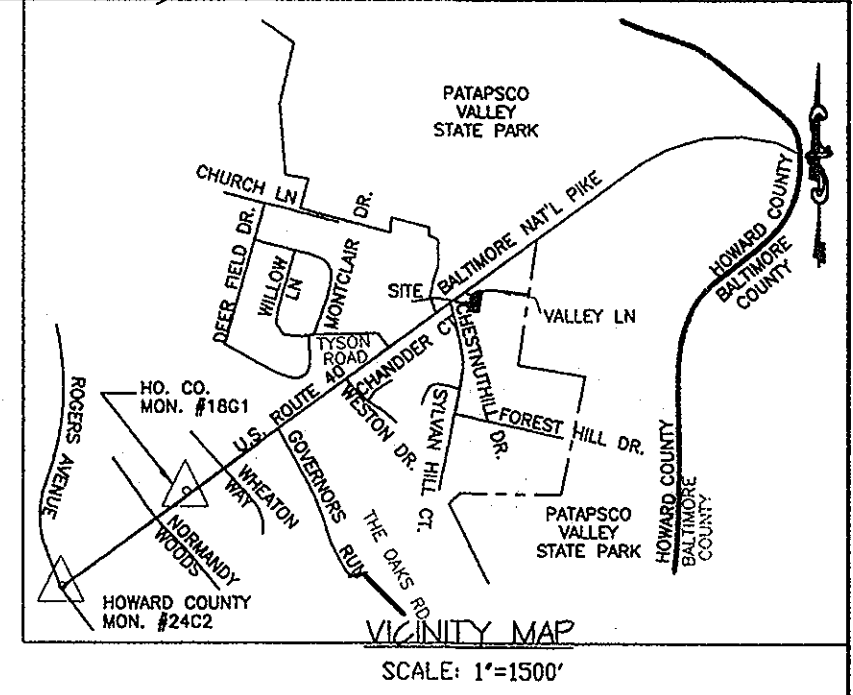 PATAPSCO
VALLEY
STATE PARK
CHURCH LN
DR.
DEER FIELD DR.
WILLOW
LN
MONTCLAIR
BALTIMORE NAT'L PIKE
HOWARD COUNTY
BALTIMORE
COUNTY
SITE
VALLEY LN
TYSON
ROAD
CHANDDER CT.
CHESTNUTHILL DR.
WESTON DR.
U.S. ROUTE 40
SYLVAN HILL CT.
FOREST HILL DR.
ROGERS AVENUE
HO. CO.
MON. #18G1
WHEATON
WAY
GOVERNORS RUN
THE OAKS RD.
NORMANDY
WOODS
PATAPSCO
VALLEY
STATE PARK
HOWARD COUNTY
BALTIMORE
COUNTY
HOWARD COUNTY
MON. #24C2
VICINITY MAP
SCALE: 1"=1500'